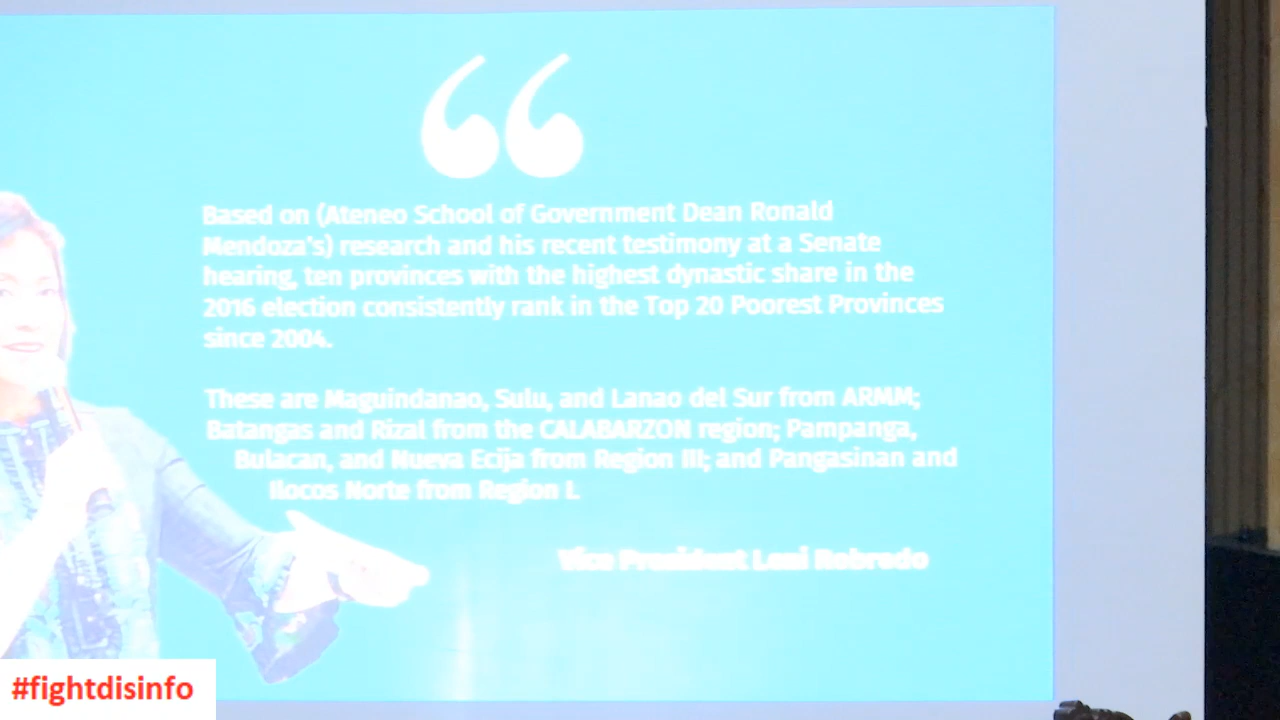 Based on (Ateneo School of Government Dean Ronald
Mendoza's) research and his recent testimony at a Senate
hearing, ten provinces with the highest dynastic share in the
2016 election consistently rank in the Top 20 Poorest Provinces
since 2004.
These are Maguindanao, Sulu, and Lanao del Sur from ARMM;
Batangas and Rizal from the CALABARZON region; Pampanga,
Bulacan, and Nueva Ecija from Region III; and Pangasinan and
Ilocos Norte from Region I.
Vice President Leni Robredo
#fightdisinfo